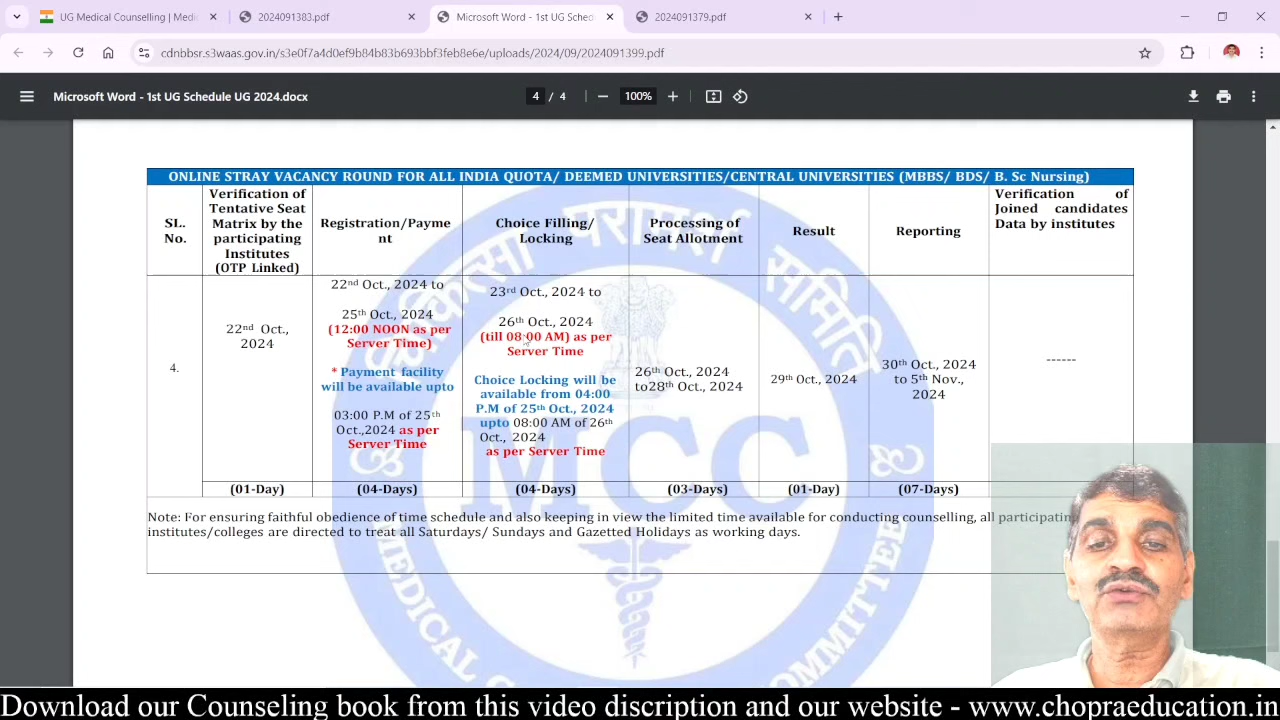 UG Medical Counselling | Medi
2024091383.pdf
Microsoft Word - 1st UG Sched
2024091379.pdf
cdnbbsr.s3waas.gov.in/s3e0f7a4d0ef9b84b83b693bbf3feb8e6e/uploads/2024/09/2024091399.pdf
Microsoft Word - 1st UG Schedule UG 2024.docx
4 / 4
100%
ONLINE STRAY VACANCY ROUND FOR ALL INDIA QUOTA/ DEEMED UNIVERSITIES/CENTRAL UNIVERSITIES (MBBS/ BDS/ B. Sc Nursing)
SL.
No.
Verification of
Tentative Seat
Matrix by the
participating
Institutes
(OTP Linked)
Registration/Payme
nt
Choice Filling/
Locking
Processing of
Seat Allotment
Result
Reporting
Verification of
Joined candidates
Data by institutes
4.
22nd Oct.,
2024
22nd Oct., 2024 to
25th Oct., 2024
(12:00 NOON as per
Server Time)
* Payment facility
will be available upto
03:00 P.M of 25th
Oct.,2024 as per
Server Time
23rd Oct., 2024 to
26th Oct., 2024
(till 08:00 AM) as per
Server Time
Choice Locking will be
available from 04:00
P.M of 25th Oct., 2024
upto 08:00 AM of 26th
Oct., 2024
as per Server Time
26th Oct., 2024
to28th Oct., 2024
29th Oct., 2024
30th Oct., 2024
to 5th Nov.,
2024
------
(01-Day)
(04-Days)
(04-Days)
(03-Days)
(01-Day)
(07-Days)
Note: For ensuring faithful obedience of time schedule and also keeping in view the limited time available for conducting counselling, all participating
institutes/colleges are directed to treat all Saturdays/ Sundays and Gazetted Holidays as working days.
चिकित्सा परामर्श समिति
MCC
MEDICAL COMMITTEE
Download our Counseling book from this video discription and our website - www.chopraeducation.in